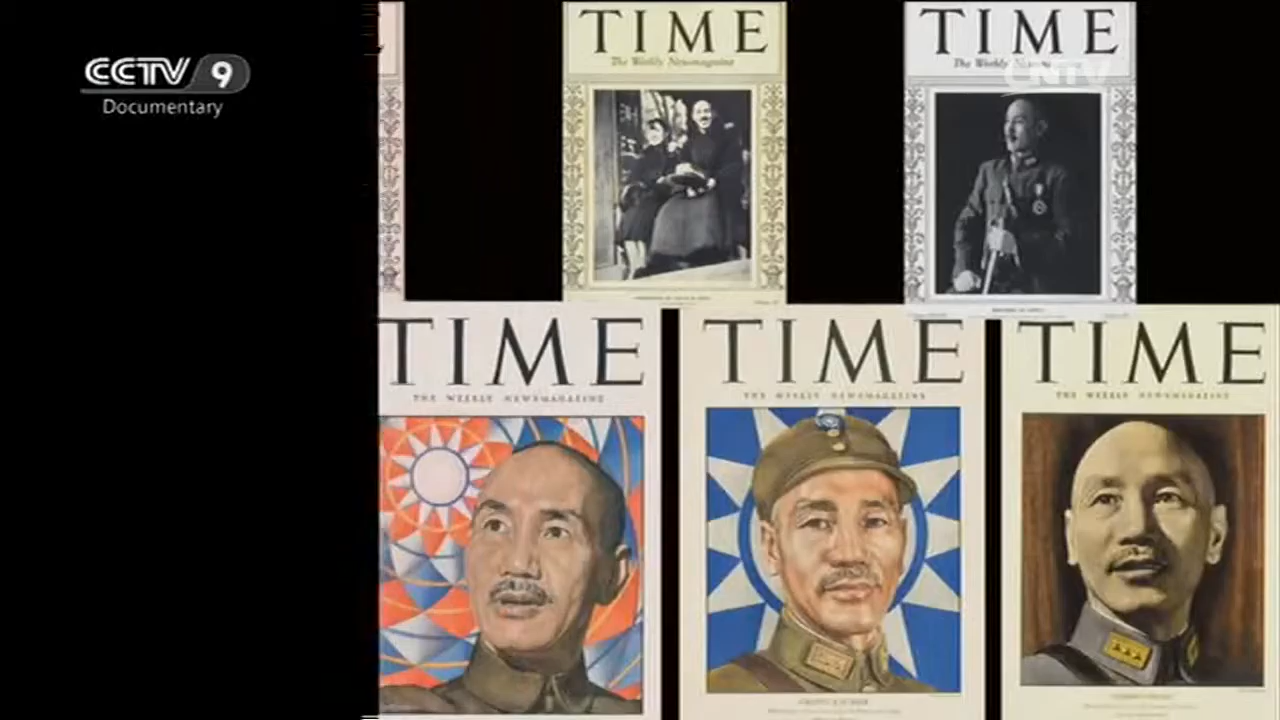 CCTV 9
Documentary
TIME
The Weekly Newsmagazine
TIME
The Weekly
CNTV
TIME
THE WEEKLY NEWSMAGAZINE
TIME
THE WEEKLY NEWSMAGAZINE
TIME
THE WEEKLY NEWSMAGAZINE